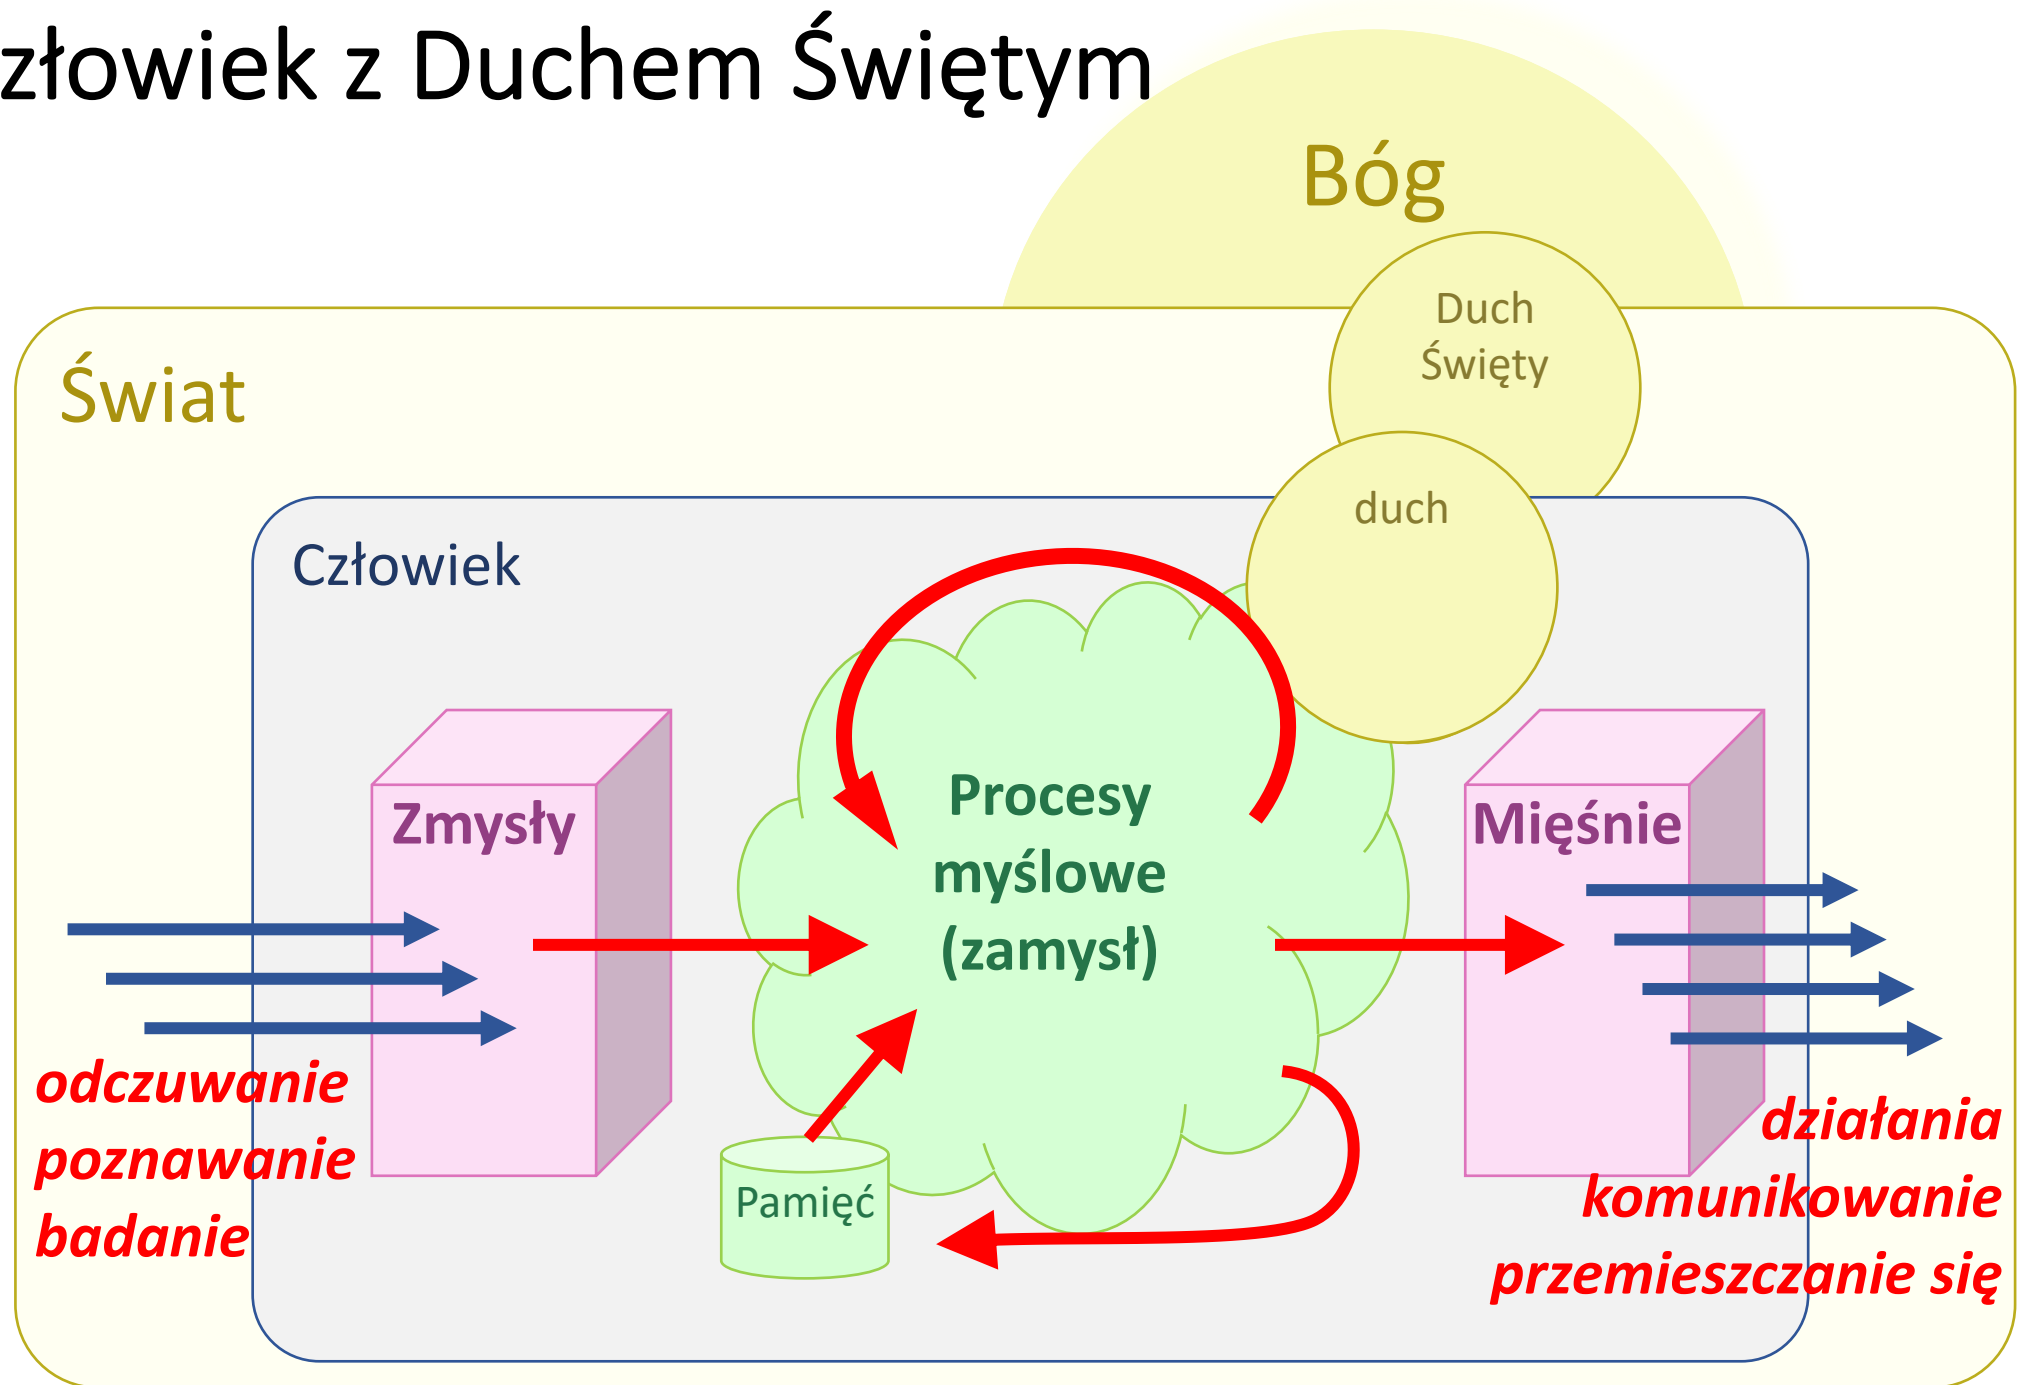 złowiek z Duchem Świętym
Bóg
Duch
Święty
Świat
duch
Człowiek
Zmysły
Procesy
myślowe
(zamysł)
Mięśnie
odczuwanie
poznawanie
badanie
Pamięć
działania
komunikowanie
przemieszczanie się